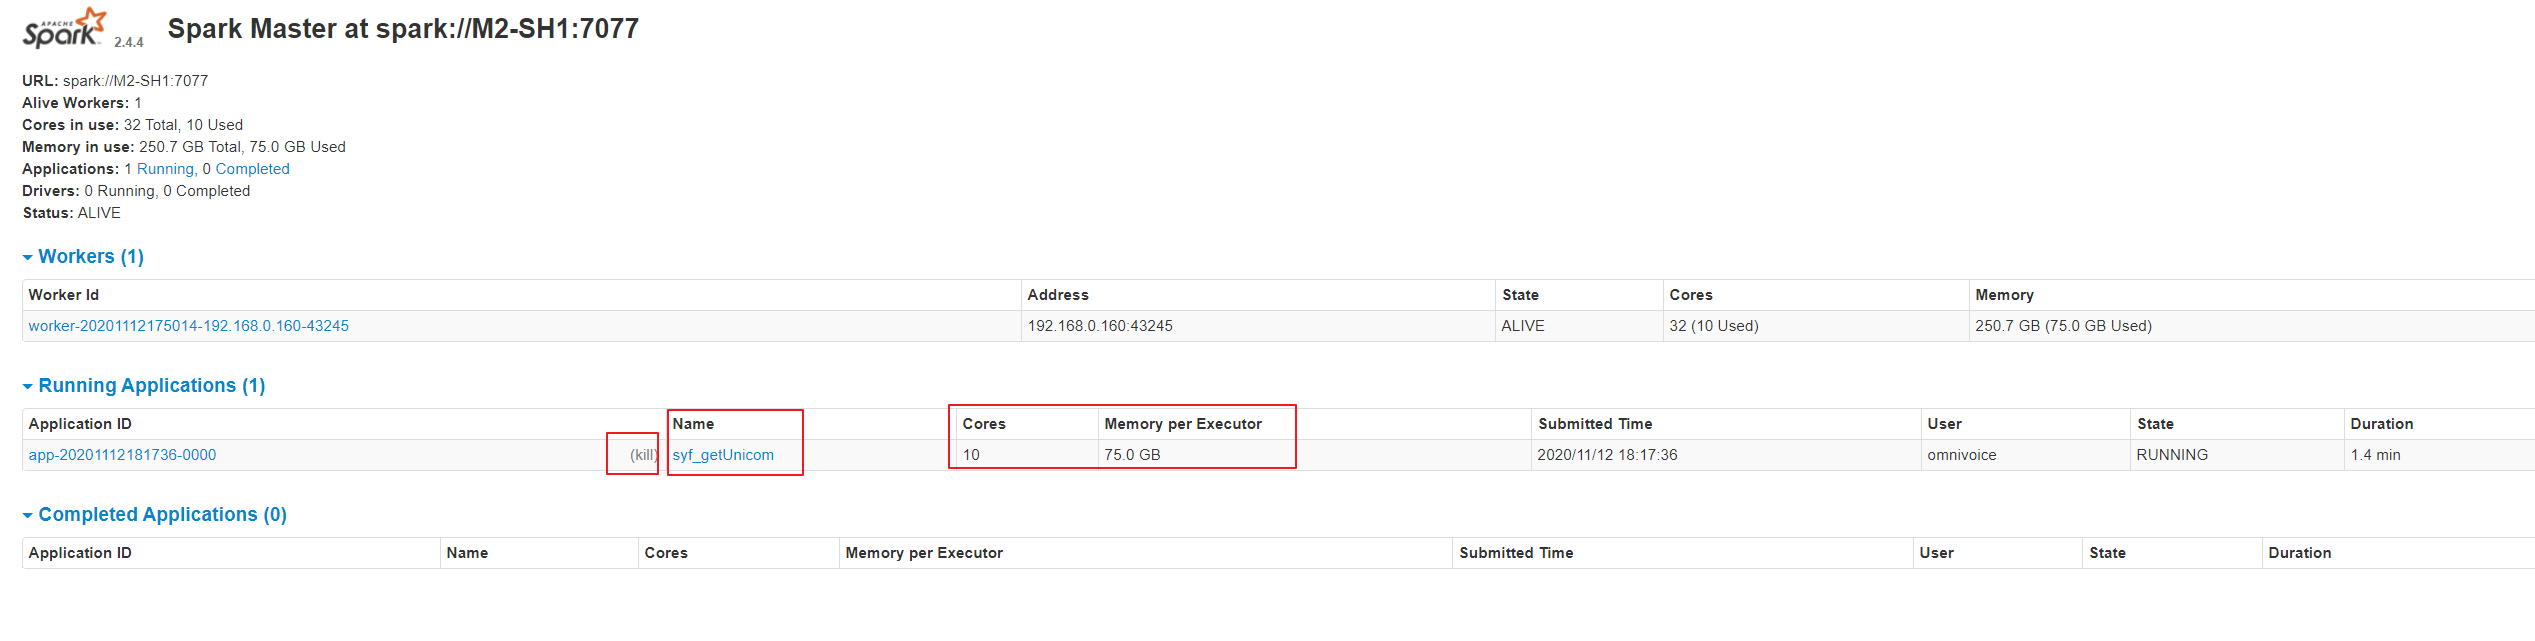 APACHE
Spark 2.4.4 Spark Master at spark://M2-SH1:7077
URL: spark://M2-SH1:7077
Alive Workers: 1
Cores in use: 32 Total, 10 Used
Memory in use: 250.7 GB Total, 75.0 GB Used
Applications: 1 Running, 0 Completed
Drivers: 0 Running, 0 Completed
Status: ALIVE
Workers (1)
Worker Id Address State Cores Memory
worker-20201112175014-192.168.0.160-43245 192.168.0.160:43245 ALIVE 32 (10 Used) 250.7 GB (75.0 GB Used)
Running Applications (1)
Application ID Name Cores Memory per Executor Submitted Time User State Duration
app-20201112181736-0000 (kill) syf_getUnicom 10 75.0 GB 2020/11/12 18:17:36 omnivoice RUNNING 1.4 min
Completed Applications (0)
Application ID Name Cores Memory per Executor Submitted Time User State Duration